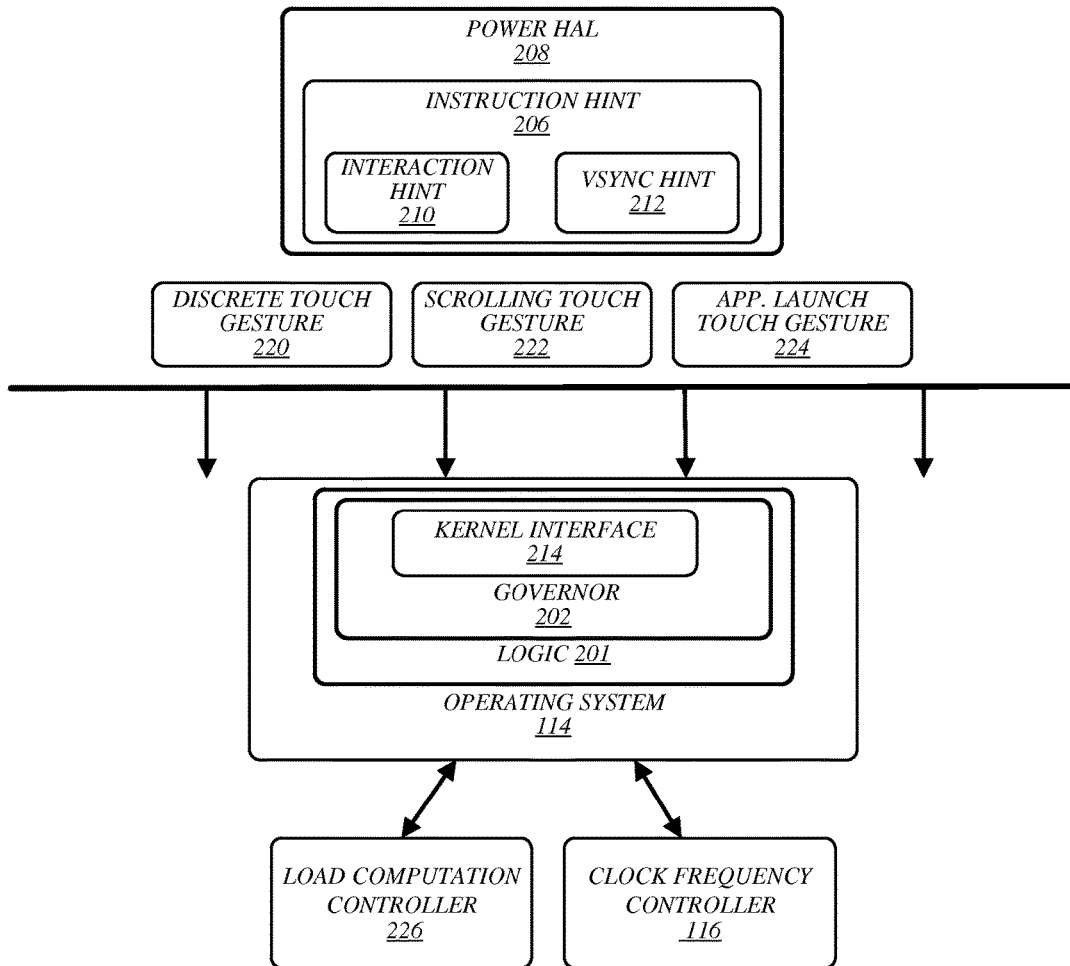 POWER HAL
208
INSTRUCTION HINT
206
INTERACTION
HINT
210
VSYNC HINT
212
DISCRETE TOUCH
GESTURE
220
SCROLLING TOUCH
GESTURE
222
APP. LAUNCH
TOUCH GESTURE
224
KERNEL INTERFACE
214
GOVERNOR
202
LOGIC 201
OPERATING SYSTEM
114
LOAD COMPUTATION
CONTROLLER
226
CLOCK FREQUENCY
CONTROLLER
116